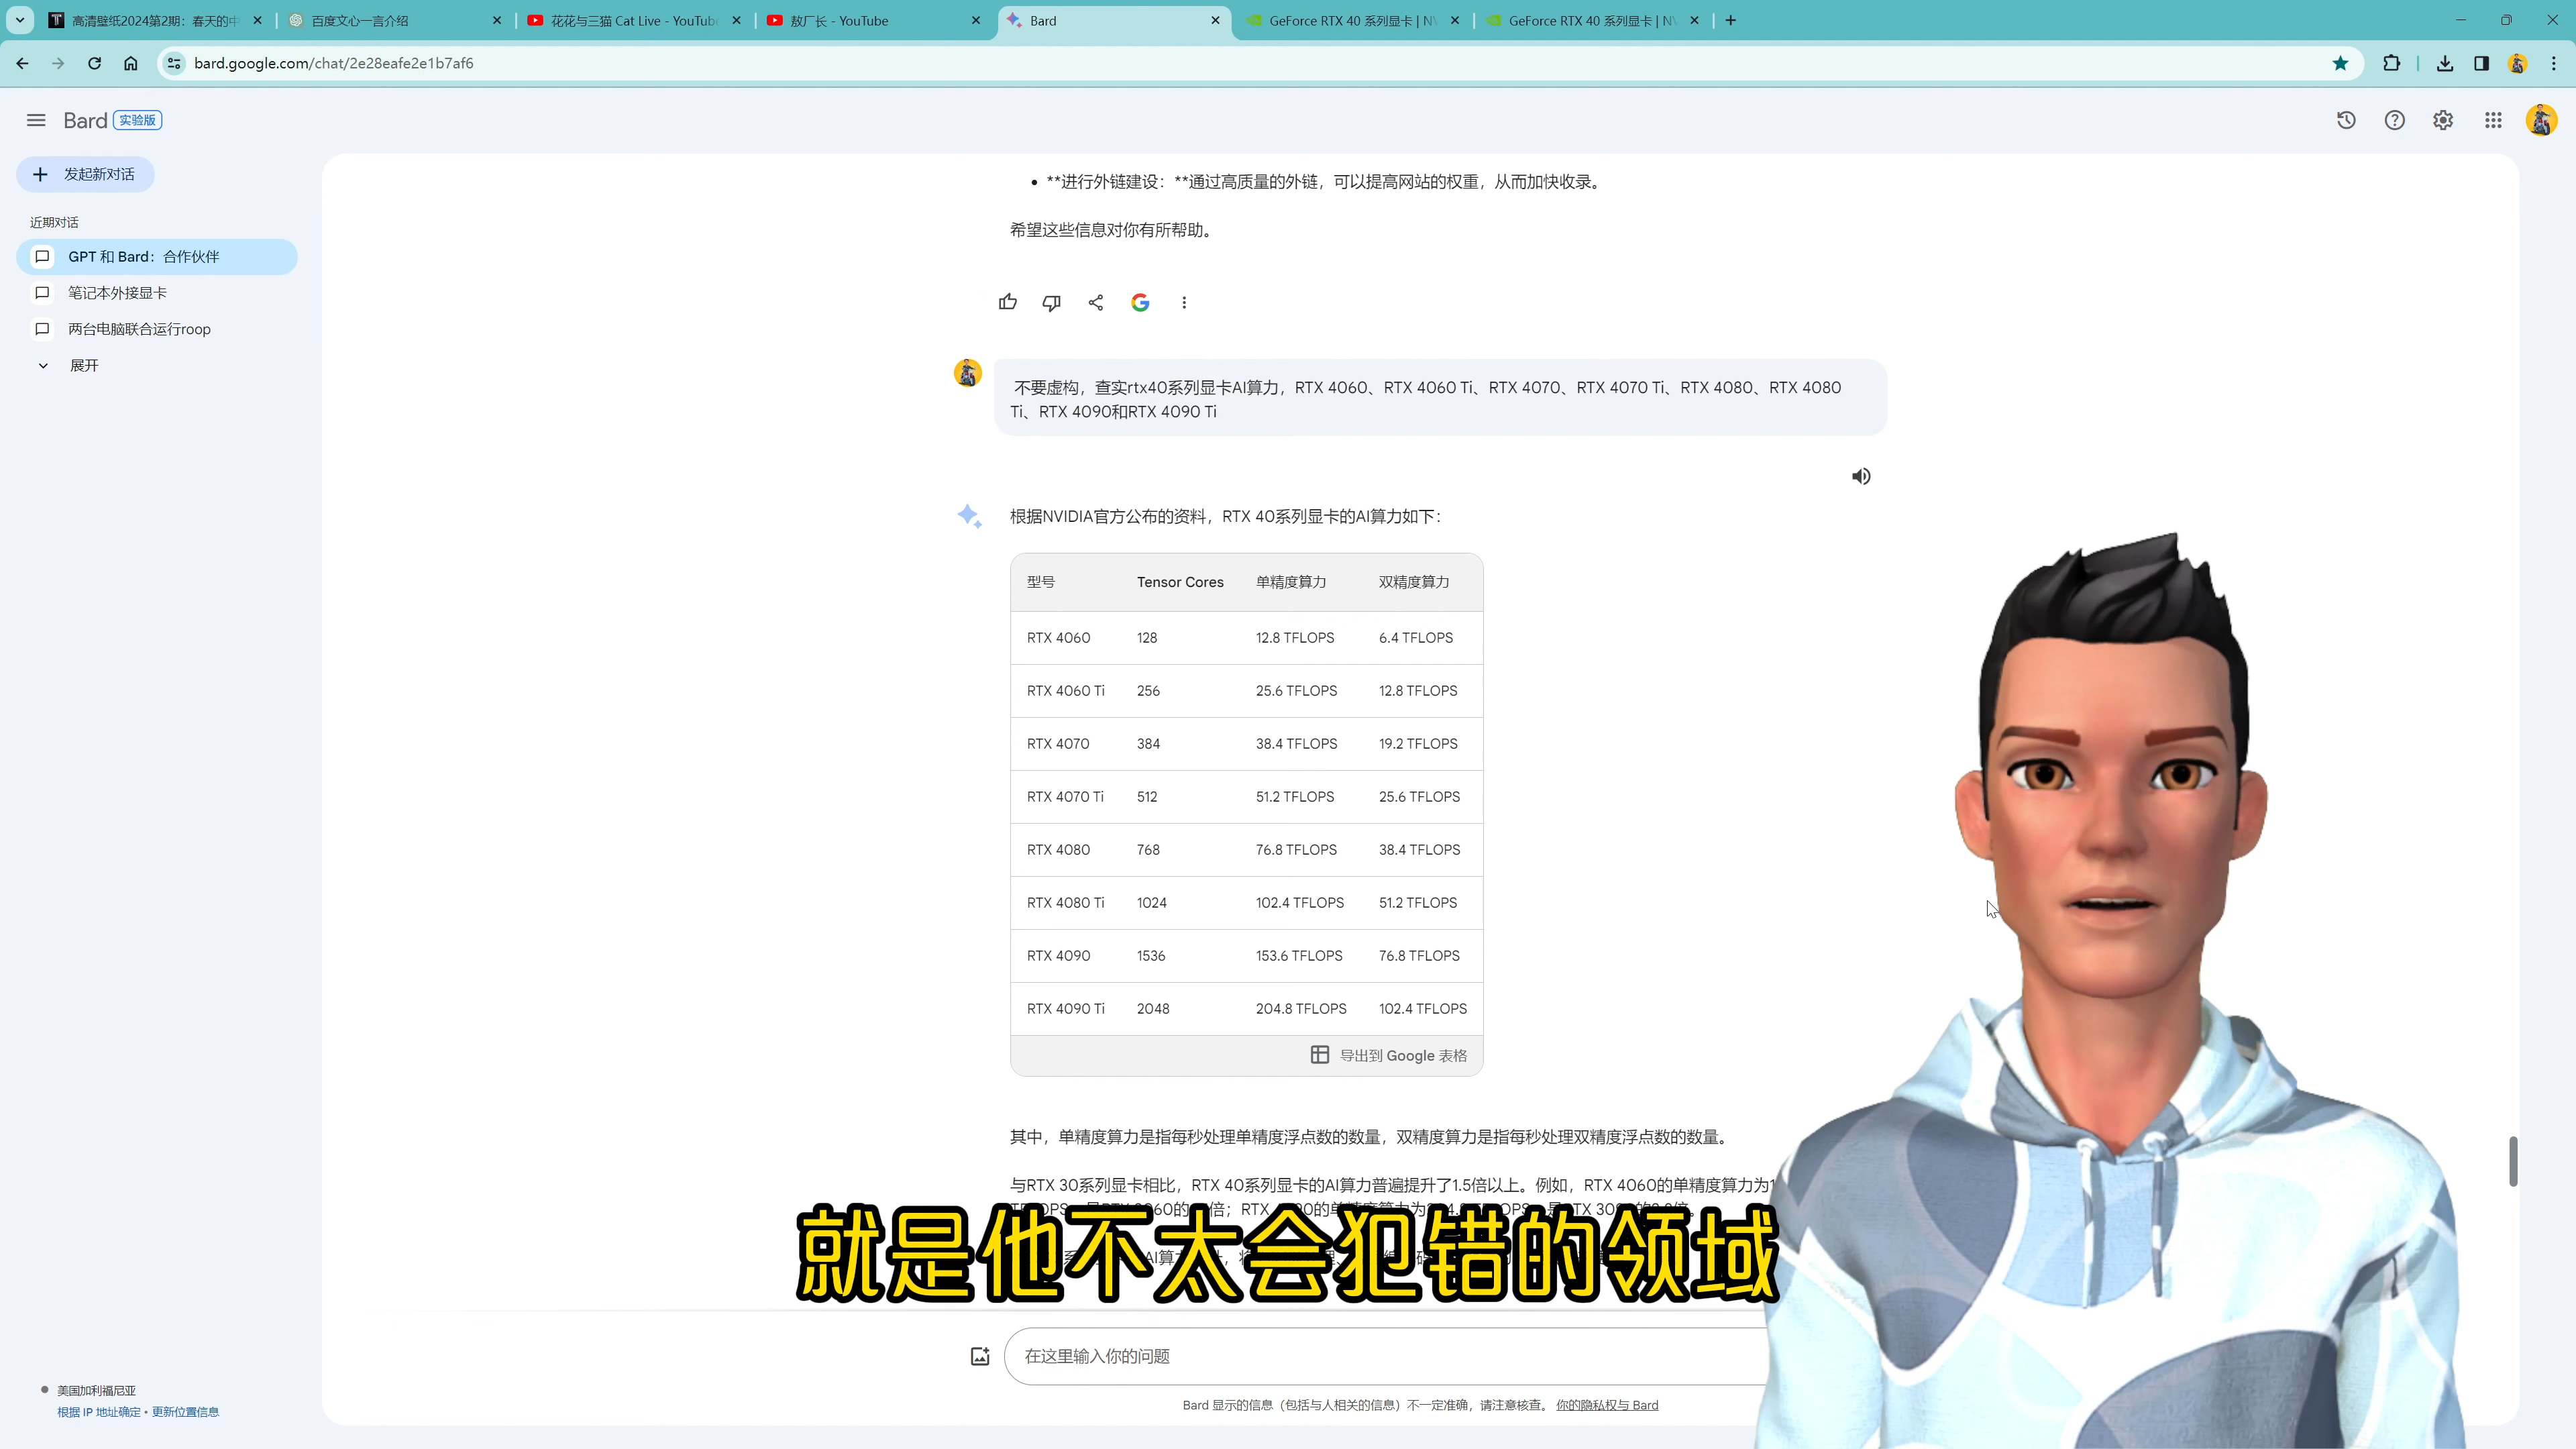 高清壁纸2024第2期：春天的中
百度文心一言介绍
花花与三猫 Cat Live - YouTube
敖厂长 - YouTube
Bard
GeForce RTX 40 系列显卡 | NV
GeForce RTX 40 系列显卡 | NV
bard.google.com/chat/2e28eafe2e1b7af6
Bard 实验版
发起新对话
近期对话
GPT 和 Bard：合作伙伴
笔记本外接显卡
两台电脑联合运行roop
展开
**进行外链建设：**通过高质量的外链，可以提高网站的权重，从而加快收录。
希望这些信息对你有所帮助。
不要虚构，查实rtx40系列显卡AI算力，RTX 4060、RTX 4060 Ti、RTX 4070、RTX 4070 Ti、RTX 4080、RTX 4080
Ti、RTX 4090和RTX 4090 Ti
根据NVIDIA官方公布的资料，RTX 40系列显卡的AI算力如下：
型号 Tensor Cores 单精度算力 双精度算力
RTX 4060 128 12.8 TFLOPS 6.4 TFLOPS
RTX 4060 Ti 256 25.6 TFLOPS 12.8 TFLOPS
RTX 4070 384 38.4 TFLOPS 19.2 TFLOPS
RTX 4070 Ti 512 51.2 TFLOPS 25.6 TFLOPS
RTX 4080 768 76.8 TFLOPS 38.4 TFLOPS
RTX 4080 Ti 1024 102.4 TFLOPS 51.2 TFLOPS
RTX 4090 1536 153.6 TFLOPS 76.8 TFLOPS
RTX 4090 Ti 2048 204.8 TFLOPS 102.4 TFLOPS
导出到 Google 表格
其中，单精度算力是指每秒处理单精度浮点数的数量，双精度算力是指每秒处理双精度浮点数的数量。
与RTX 30系列显卡相比，RTX 40系列显卡的AI算力普遍提升了1.5倍以上。例如，RTX 4060的单精度算力为1
就是他不太会犯错的领域
在这里输入你的问题
Bard 显示的信息（包括与人相关的信息）不一定准确，请注意核查。 你的隐私权与 Bard
美国加利福尼亚
根据 IP 地址确定 • 更新位置信息